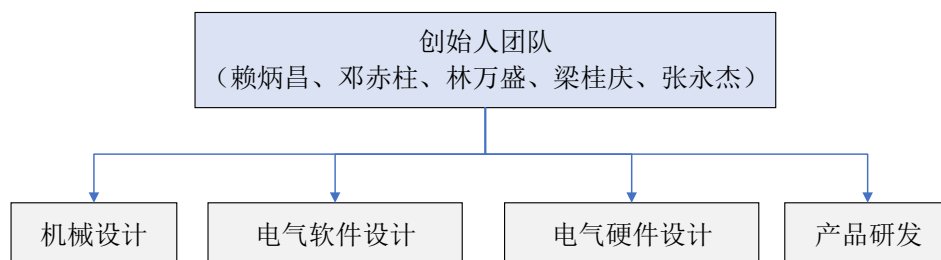 创始人团队
（赖炳昌、邓赤柱、林万盛、梁桂庆、张永杰）
机械设计
电气软件设计
电气硬件设计
产品研发